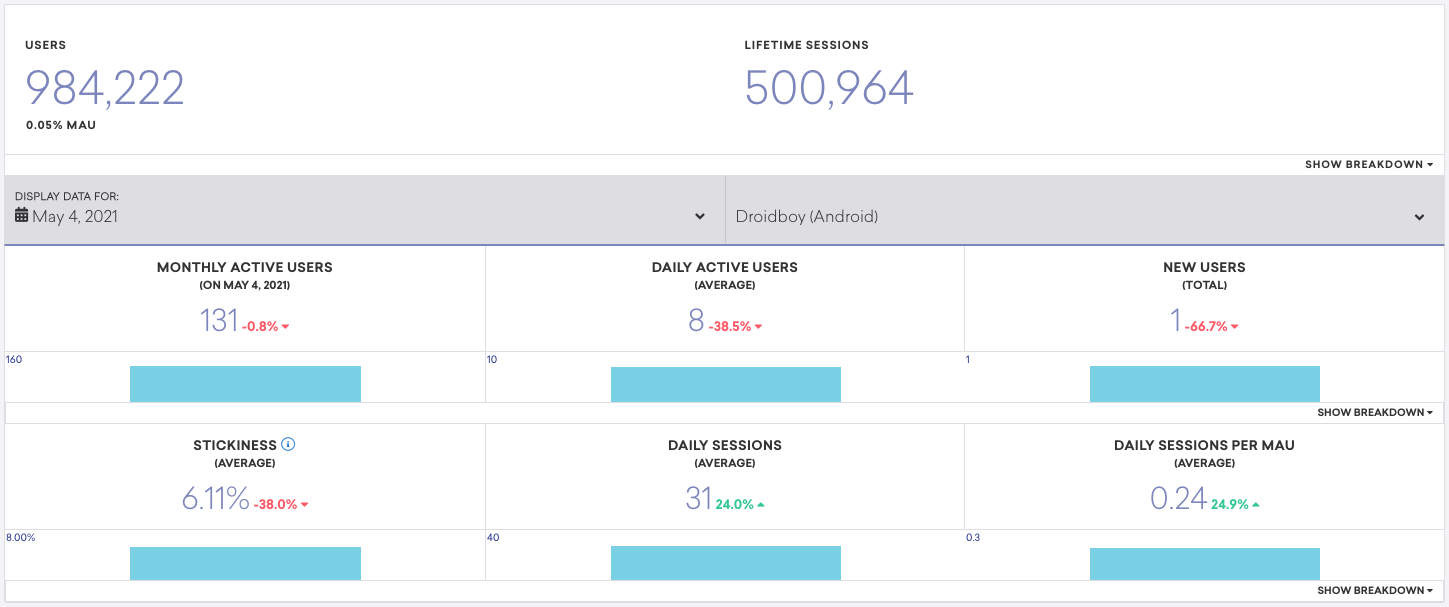 USERS
984,222
0.05% MAU
LIFETIME SESSIONS
500,964
SHOW BREAKDOWN
DISPLAY DATA FOR:
May 4, 2021
Droidboy (Android)
MONTHLY ACTIVE USERS
(ON MAY 4, 2021)
131 -0.8%
160
DAILY ACTIVE USERS
(AVERAGE)
8 -38.5%
10
NEW USERS
(TOTAL)
1 -66.7%
1
SHOW BREAKDOWN
STICKINESS
(AVERAGE)
6.11% -38.0%
8.00%
DAILY SESSIONS
(AVERAGE)
31 24.0%
40
DAILY SESSIONS PER MAU
(AVERAGE)
0.24 24.9%
0.3
SHOW BREAKDOWN